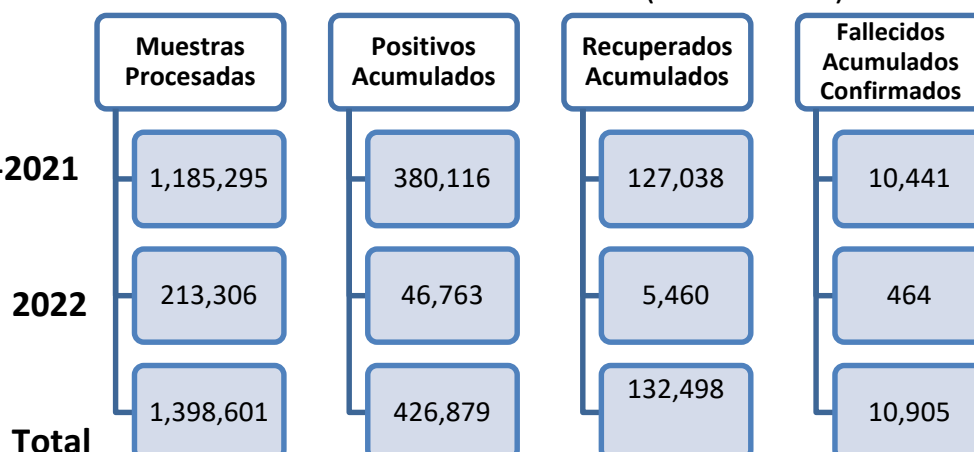 Muestras
Procesadas
Positivos
Acumulados
Recuperados
Acumulados
Fallecidos
Acumulados
Confirmados
-2021
1,185,295
380,116
127,038
10,441
2022
213,306
46,763
5,460
464
Total
1,398,601
426,879
132,498
10,905